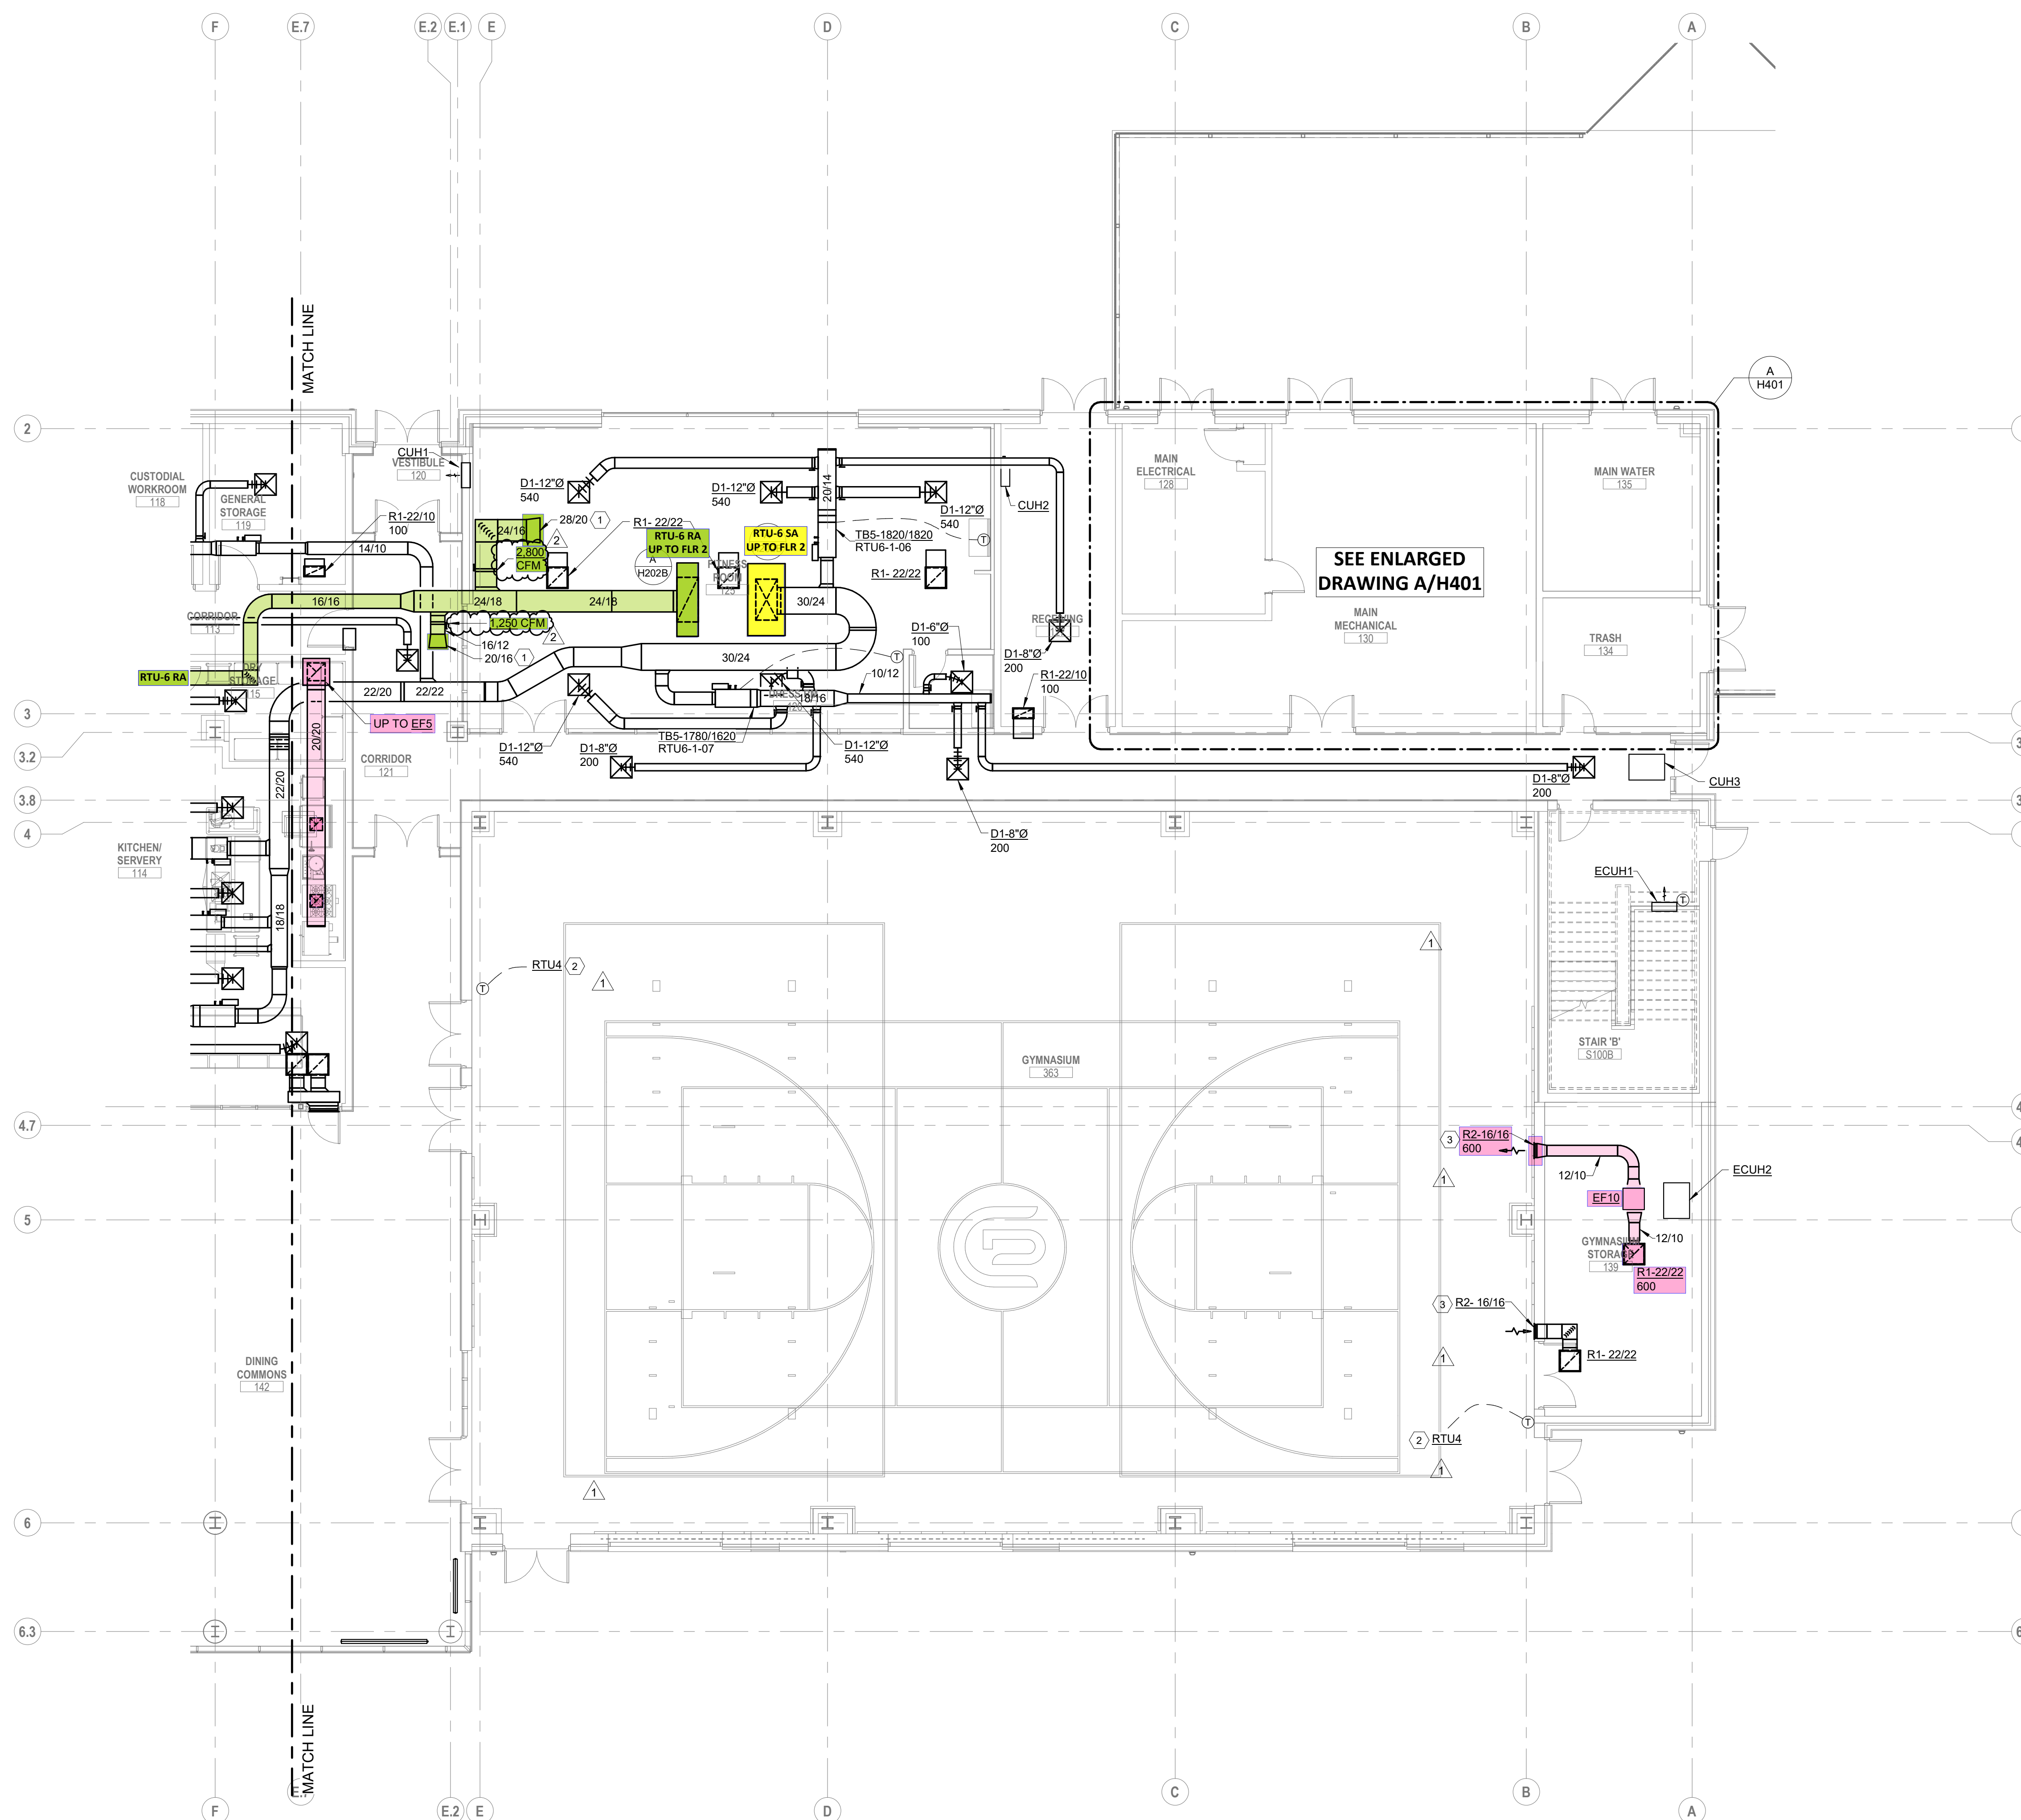 F
E.7
E.2
E.1
E
D
C
B
A
MATCH LINE
A
H401
2
CUH1
VESTIBULE
120
CUSTODIAL
WORKROOM
118
GENERAL
STORAGE
119
R1-22/10
100
14/10
D1-12"Ø
540
D1-12"Ø
540
20/14
D1-12"Ø
540
CUH2
28/20
1
24/16
2
2,800
CFM
R1- 22/22
RTU-6 RA
UP TO FLR 2
A
H202B
RTU-6 SA
UP TO FLR 2
TB5-1820/1820
RTU6-1-06
T
FITNESS
ROOM
125
R1- 22/22
MAIN
ELECTRICAL
128
MAIN WATER
135
SEE ENLARGED
DRAWING A/H401
MAIN
MECHANICAL
130
TRASH
134
16/16
24/18
24/18
30/24
CORRIDOR
113
1,250 CFM
2
16/12
20/16
1
30/24
T
D1-6"Ø
100
RECEIVING
D1-8"Ø
200
R1-22/10
100
10/12
RTU-6 RA
DRY
STORAGE
115
22/20
22/22
18/16
3
UP TO EF5
20/20
3.2
CORRIDOR
121
D1-12"Ø
540
D1-8"Ø
200
TB5-1780/1620
RTU6-1-07
D1-12"Ø
540
22/20
D1-8"Ø
200
CUH3
3.8
4
D1-8"Ø
200
KITCHEN/
SERVERY
114
ECUH1
T
18/18
1
RTU4
2
T
1
STAIR 'B'
S100B
GYMNASIUM
363
4.7
3
R2-16/16
600
12/10
ECUH2
1
EF10
5
12/10
GYMNASIUM
STORAGE
139
R1-22/22
600
3
R2- 16/16
R1- 22/22
1
DINING
COMMONS
142
T
2
RTU4
1
1
6
6.3
MATCH LINE
F
E.2
E
D
C
B
A